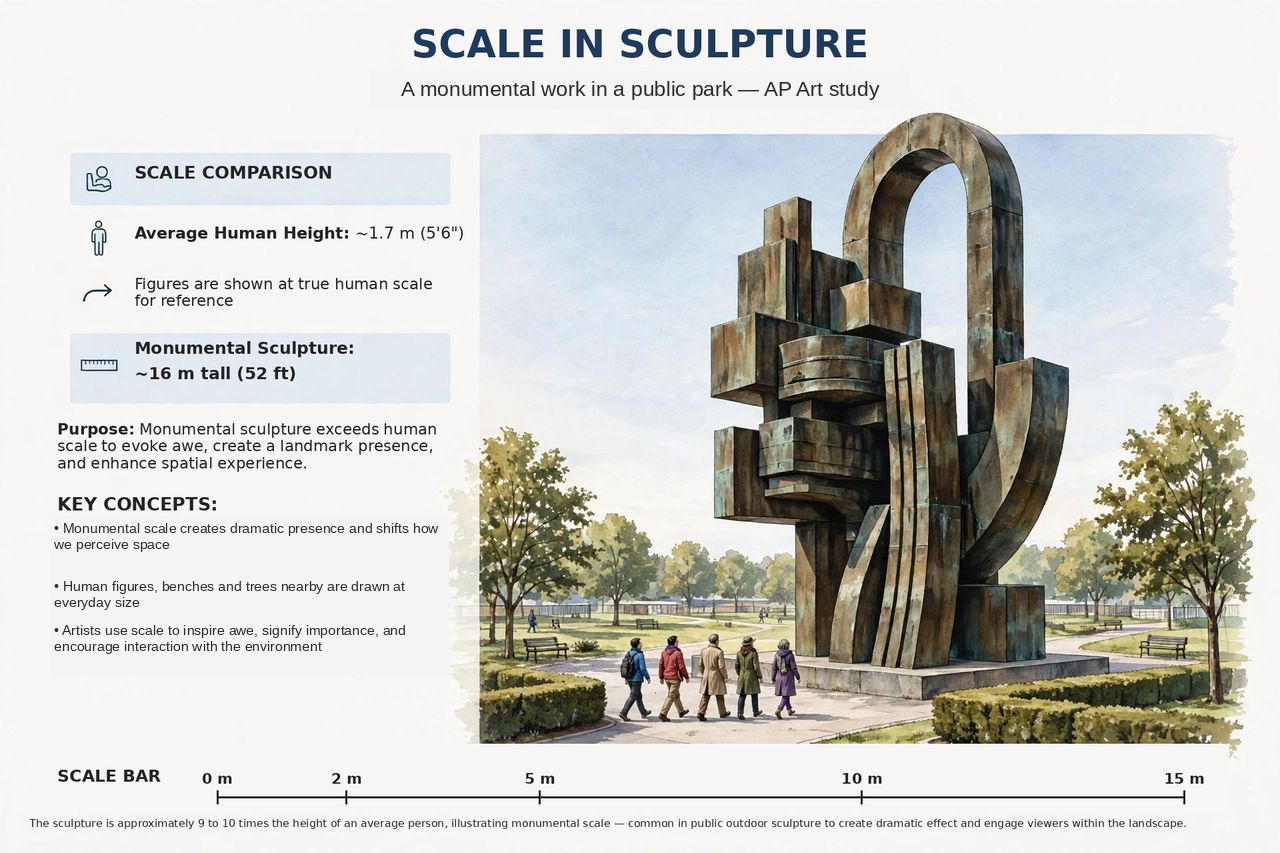 SCALE IN SCULPTURE
A monumental work in a public park — AP Art study
SCALE COMPARISON
Average Human Height: ~1.7 m (5'6")
Figures are shown at true human scale
for reference
Monumental Sculpture:
~16 m tall (52 ft)
Purpose: Monumental sculpture exceeds human
scale to evoke awe, create a landmark presence,
and enhance spatial experience.
KEY CONCEPTS:
• Monumental scale creates dramatic presence and shifts how
we perceive space
• Human figures, benches and trees nearby are drawn at
everyday size
• Artists use scale to inspire awe, signify importance, and
encourage interaction with the environment
SCALE BAR
0 m 2 m 5 m 10 m 15 m
The sculpture is approximately 9 to 10 times the height of an average person, illustrating monumental scale — common in public outdoor sculpture to create dramatic effect and engage viewers within the landscape.